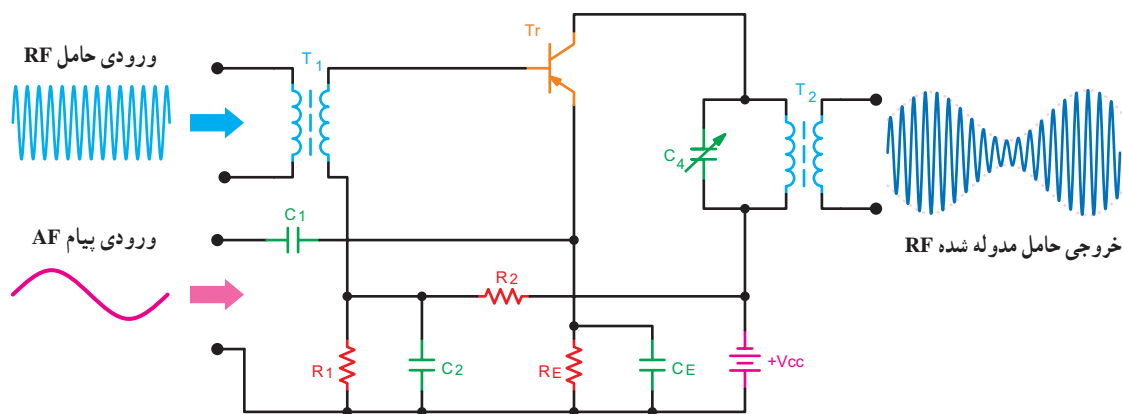 ورودی حامل RF
T1
Tr
T2
C4
خروجی حامل مدوله شده RF
C1
ورودی پیام AF
R2
R1
C2
RE
CE
+Vcc